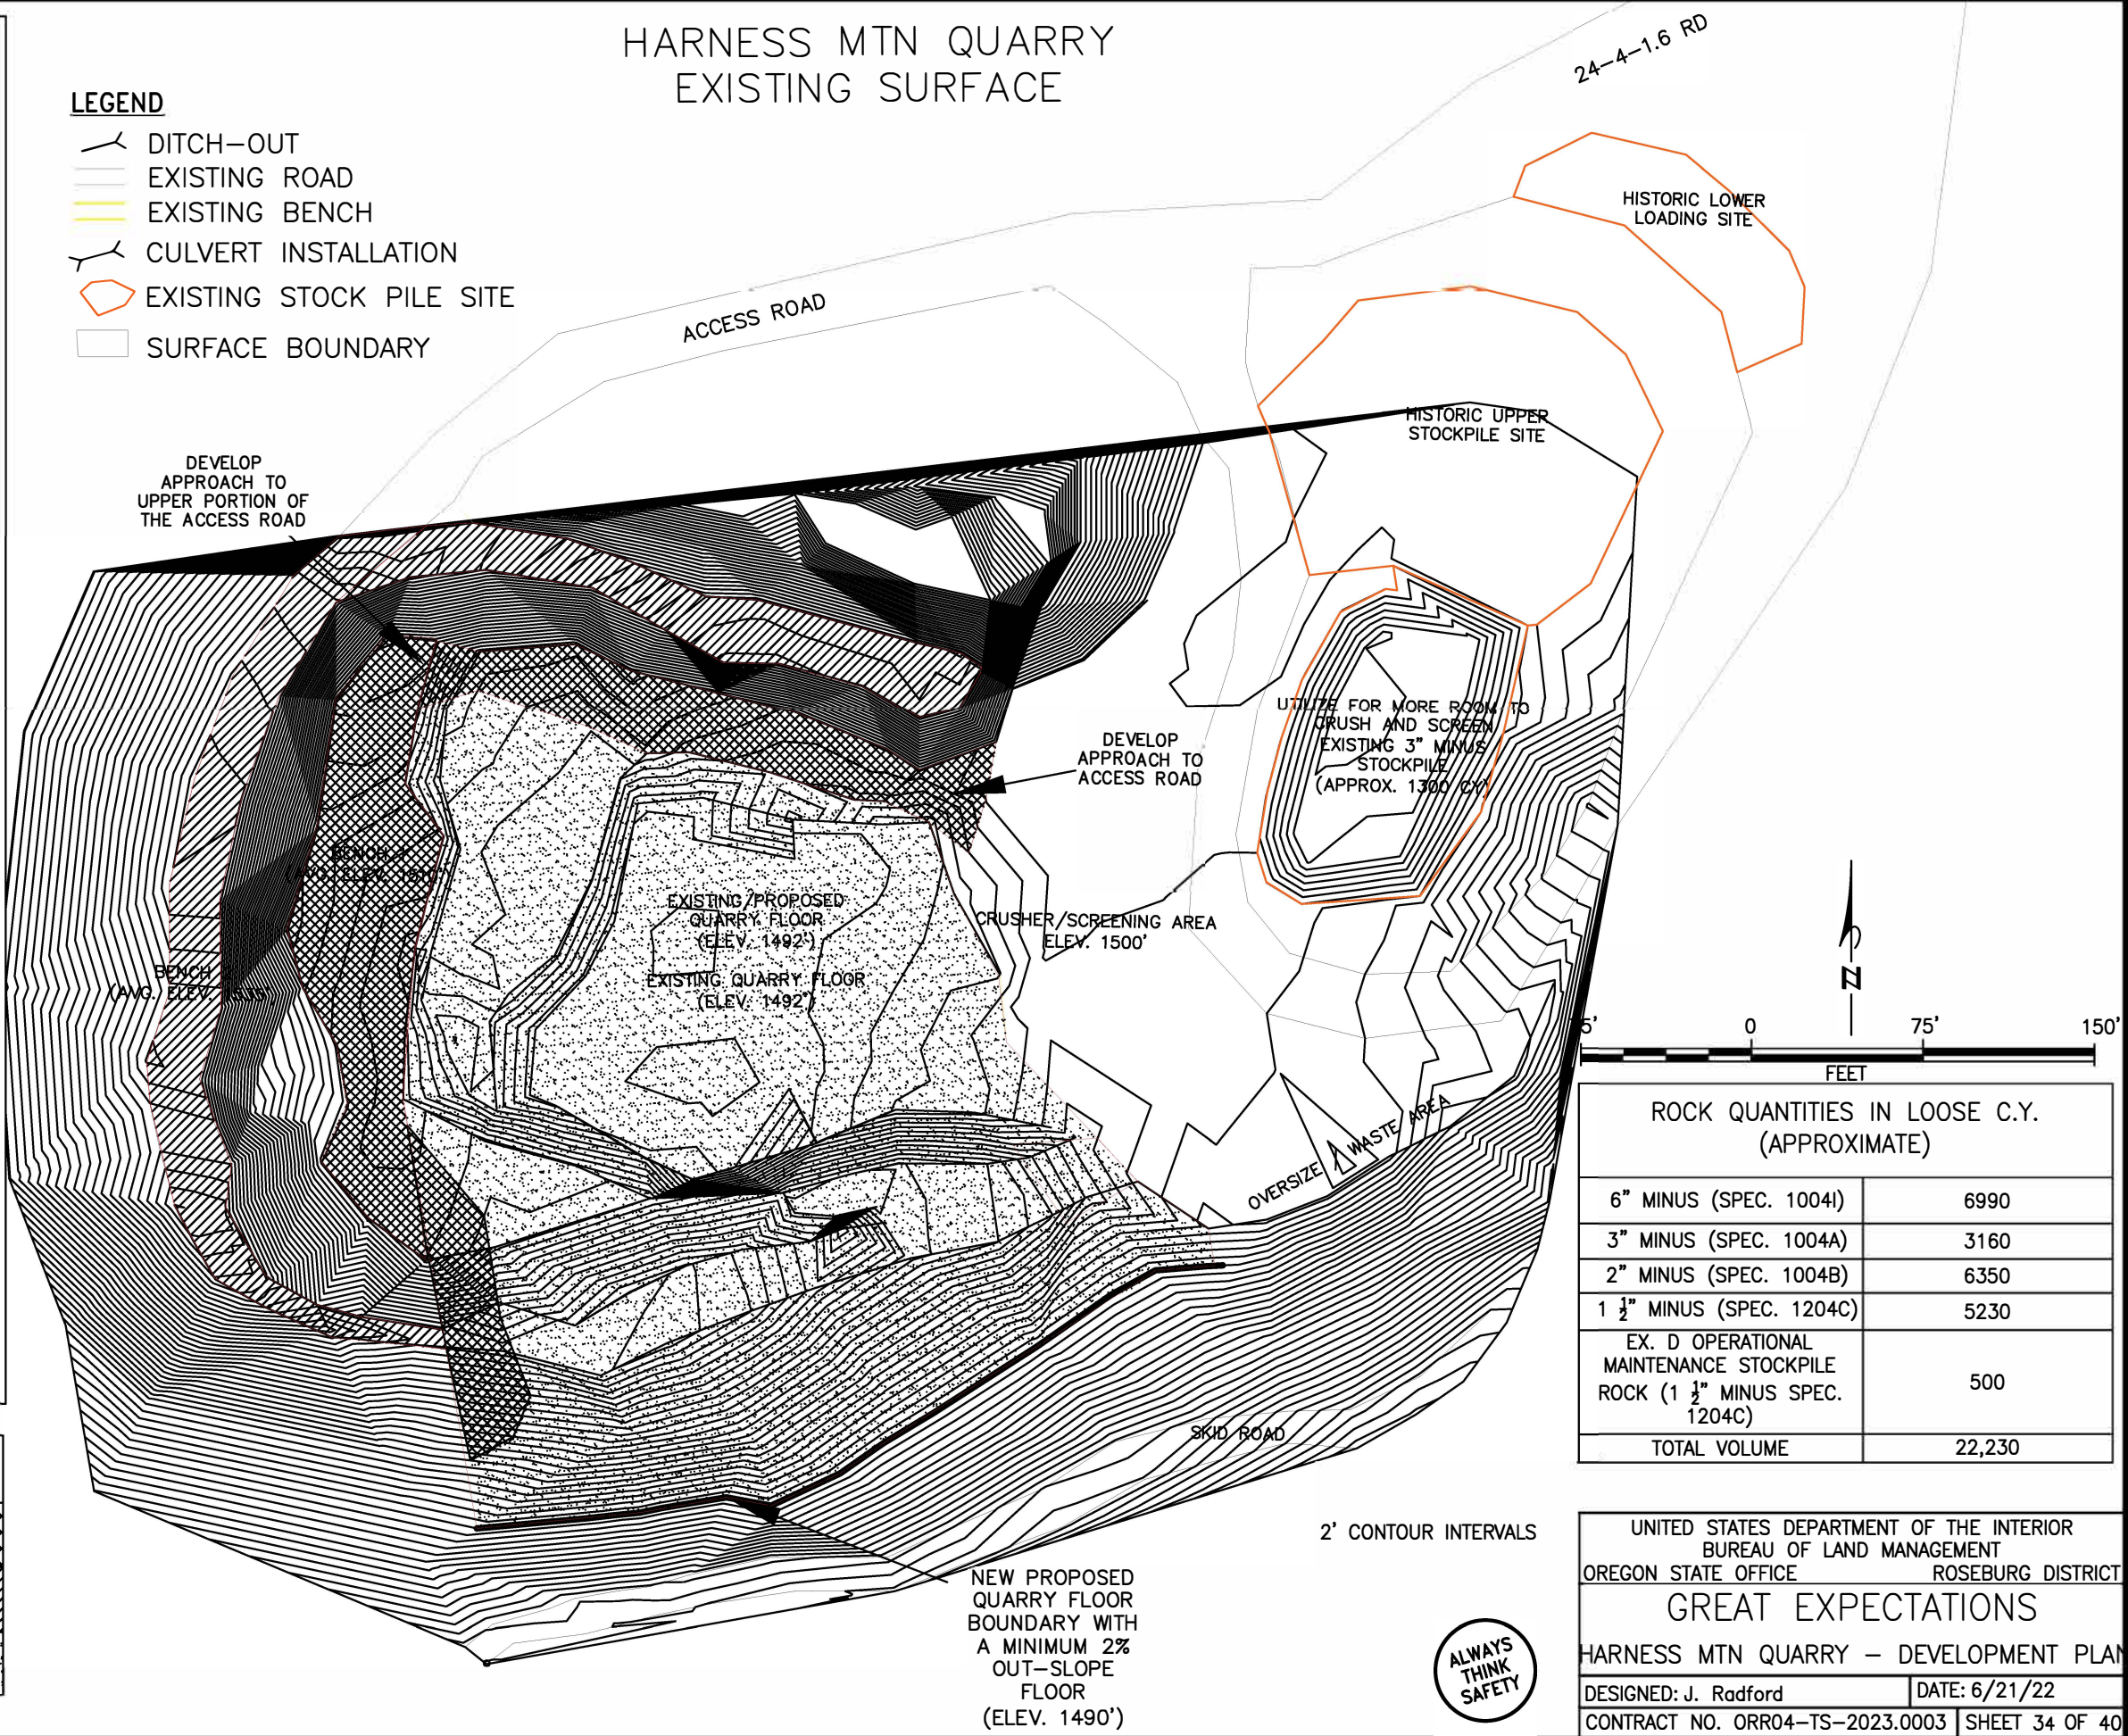 HARNESS MTN QUARRY
EXISTING SURFACE
LEGEND
DITCH-OUT
EXISTING ROAD
EXISTING BENCH
CULVERT INSTALLATION
EXISTING STOCK PILE SITE
SURFACE BOUNDARY
24-4-1.6 RD
HISTORIC LOWER
LOADING SITE
ACCESS ROAD
HISTORIC UPPER
STOCKPILE SITE
DEVELOP
APPROACH TO
UPPER PORTION OF
THE ACCESS ROAD
UTILIZE FOR MORE ROOM TO
CRUSH AND SCREEN
EXISTING 3" MINUS
STOCKPILE
(APPROX. 1300 CY)
DEVELOP
APPROACH TO
ACCESS ROAD
BENCH
(AVG. ELEV.
EXISTING/PROPOSED
QUARRY FLOOR
(ELEV. 1492')
CRUSHER/SCREENING AREA
ELEV. 1500'
EXISTING QUARRY FLOOR
(ELEV. 1492')
BENCH
(AVG. ELEV.
N
5' 0 75' 150'
FEET
OVERSIZE WASTE AREA
SKID ROAD
ROCK QUANTITIES IN LOOSE C.Y.
(APPROXIMATE)
6" MINUS (SPEC. 1004I) 6990
3" MINUS (SPEC. 1004A) 3160
2" MINUS (SPEC. 1004B) 6350
1 1/2" MINUS (SPEC. 1204C) 5230
EX. D OPERATIONAL
MAINTENANCE STOCKPILE
ROCK (1 1/2" MINUS SPEC.
1204C) 500
TOTAL VOLUME 22,230
2' CONTOUR INTERVALS
NEW PROPOSED
QUARRY FLOOR
BOUNDARY WITH
A MINIMUM 2%
OUT-SLOPE
FLOOR
(ELEV. 1490')
ALWAYS
THINK
SAFETY
UNITED STATES DEPARTMENT OF THE INTERIOR
BUREAU OF LAND MANAGEMENT
OREGON STATE OFFICE ROSEBURG DISTRICT
GREAT EXPECTATIONS
HARNESS MTN QUARRY - DEVELOPMENT PLAN
DESIGNED: J. Radford DATE: 6/21/22
CONTRACT NO. ORR04-TS-2023.0003 SHEET 34 OF 40